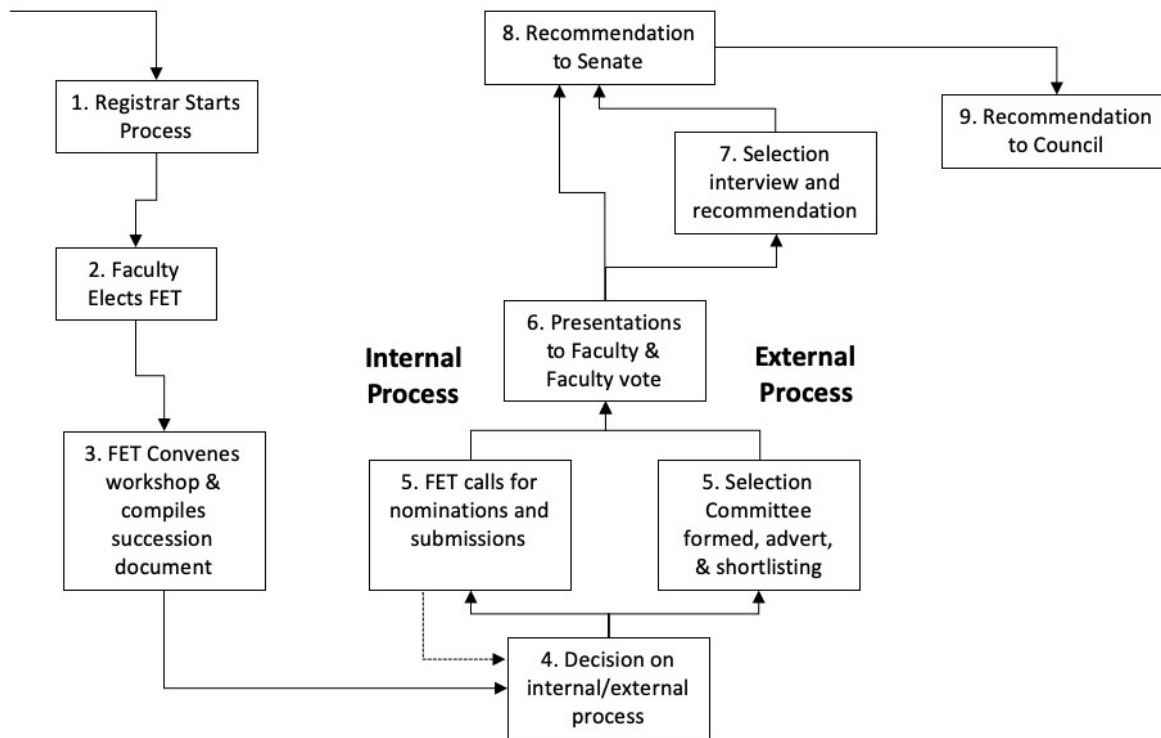 1. Registrar Starts
Process
2. Faculty
Elects FET
3. FET Convenes
workshop &
compiles
succession
document
4. Decision on
internal/external
process
Internal
Process
5. FET calls for
nominations and
submissions
External
Process
5. Selection
Committee
formed, advert,
& shortlisting
6. Presentations
to Faculty &
Faculty vote
7. Selection
interview and
recommendation
8. Recommendation
to Senate
9. Recommendation
to Council